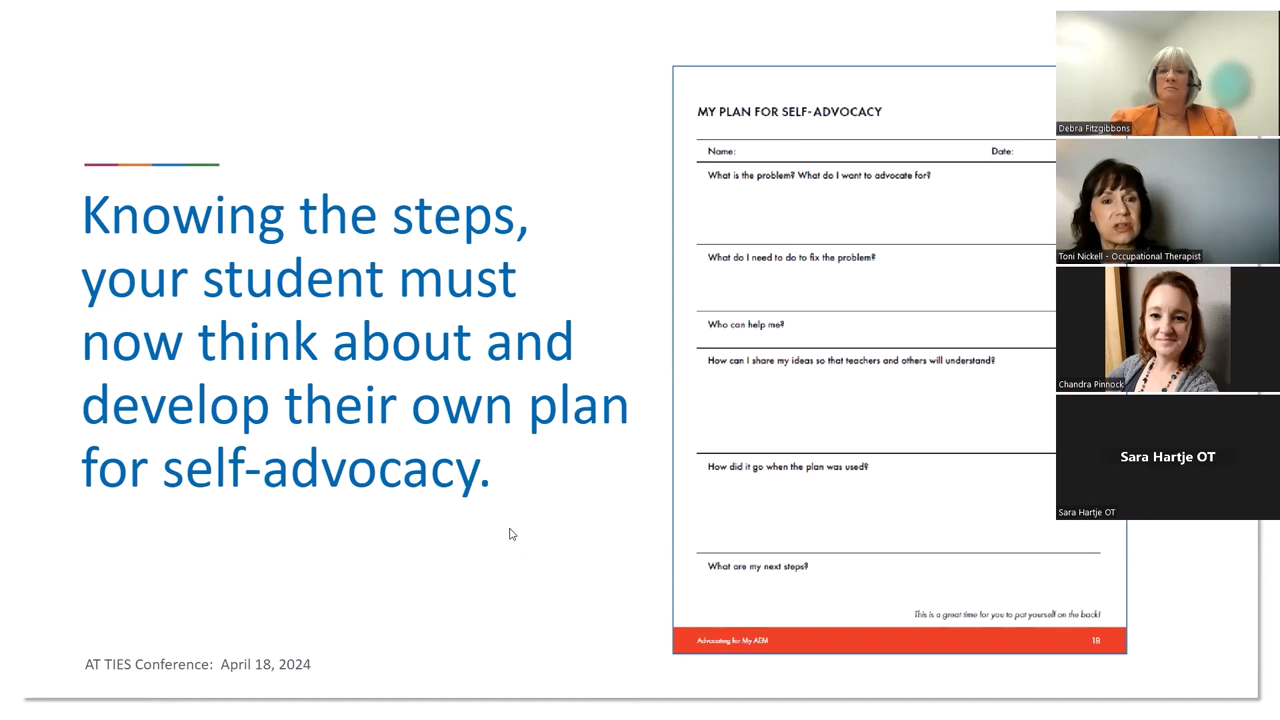 Knowing the steps,
your student must
now think about and
develop their own plan
for self-advocacy.
AT TIES Conference:  April 18, 2024
MY PLAN FOR SELF-ADVOCACY
Name: Date:
What is the problem? What do I want to advocate for?
What do I need to do to fix the problem?
Who can help me?
How can I share my ideas so that teachers and others will understand?
How did it go when the plan was used?
What are my next steps?
This is a great time for you to pat yourself on the back!
Advocating for My AEM 18
Debra Fitzgibbons
Toni Nickell - Occupational Therapist
Chandra Pinnock
Sara Hartje OT
Sara Hartje OT